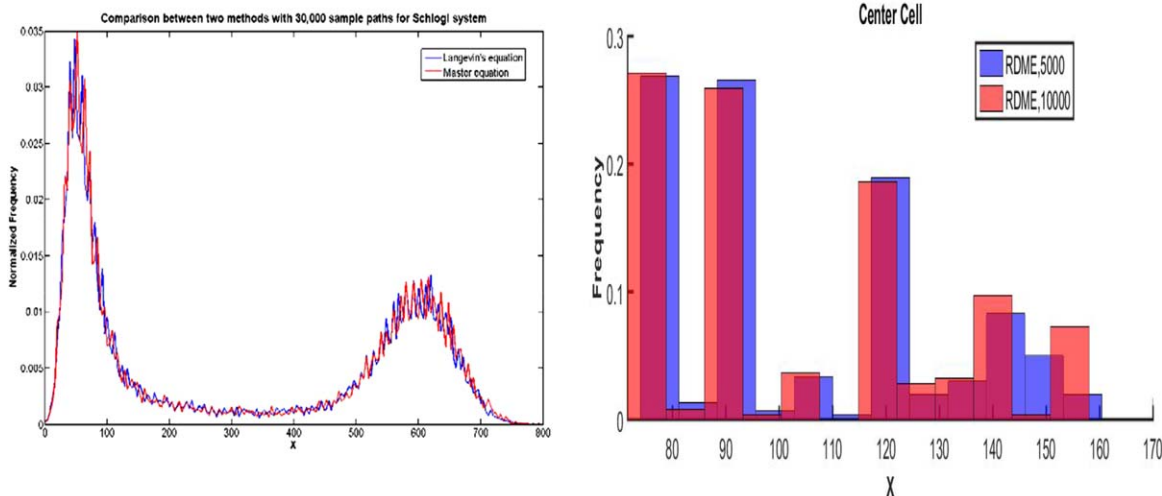 Comparison between two methods with 30,000 sample paths for Schlogl system
0.035
0.03
0.025
0.02
0.015
0.01
0.005
0
Normalized Frequency
Langevin's equation
Master equation
0 100 200 300 400 500 600 700 800
X
Center Cell
0.3
0.2
0.1
0
Frequency
RDME,5000
RDME,10000
80 90 100 110 120 130 140 150 160 170
X